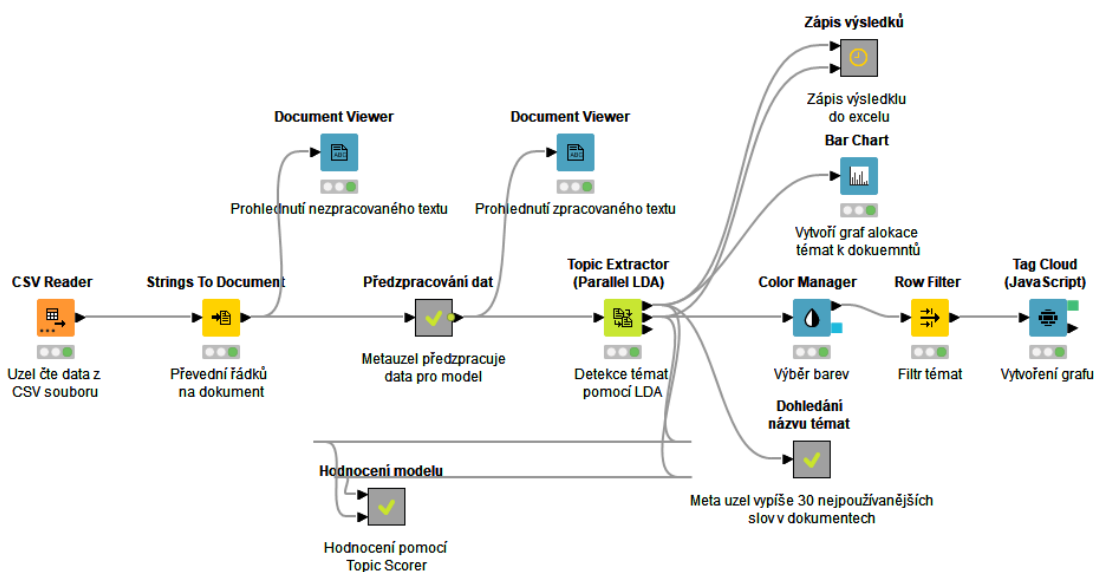 Zápis výsledků
Zápis výsledklu
do excelu
Document Viewer
Prohlednutí nezpracovaného textu
Document Viewer
Prohlednutí zpracovaného textu
Bar Chart
Vytvoří graf alokace
témat k dokuemntů
CSV Reader
Uzel čte data z
CSV souboru
Strings To Document
Převední řádků
na dokument
Předzpracování dat
Metauzel předzpracuje
data pro model
Topic Extractor
(Parallel LDA)
Detekce témat
pomocí LDA
Color Manager
Výběr barev
Row Filter
Filtr témat
Tag Cloud
(JavaScript)
Vytvoření grafu
Dohledání
názvu témat
Meta uzel vypíše 30 nejpoužívanějších
slov v dokumentech
Hodnocení modelu
Hodnocení pomocí
Topic Scorer